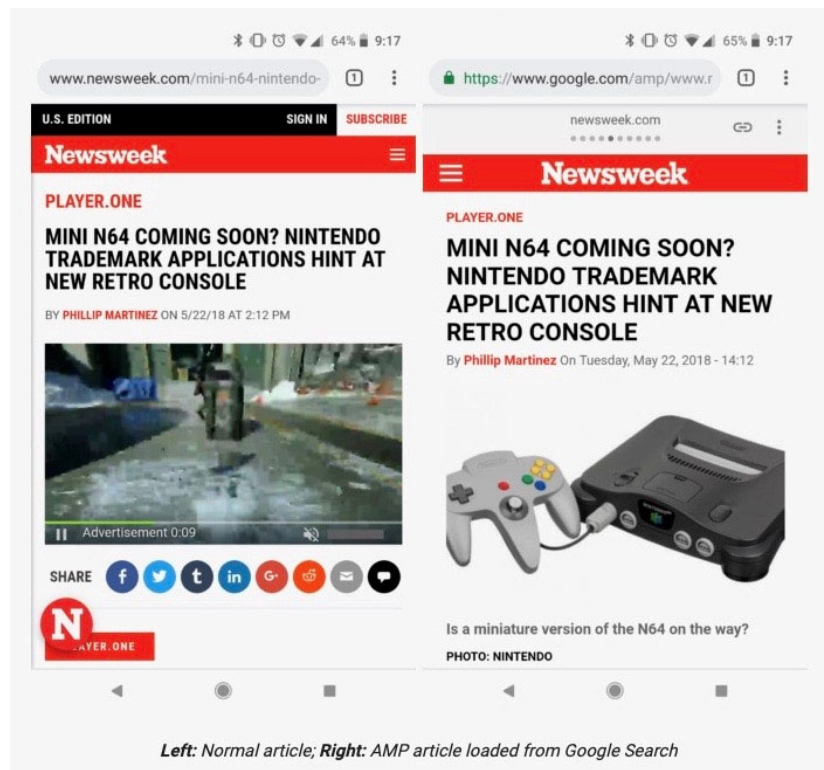 64% 9:17
www.newsweek.com/mini-n64-nintendo-
1
U.S. EDITION SIGN IN SUBSCRIBE
Newsweek
PLAYER.ONE
MINI N64 COMING SOON? NINTENDO
TRADEMARK APPLICATIONS HINT AT
NEW RETRO CONSOLE
BY PHILLIP MARTINEZ ON 5/22/18 AT 2:12 PM
Advertisement 0:09
SHARE f t in G+
N
AYER.ONE
65% 9:17
https://www.google.com/amp/www.r
1
newsweek.com
Newsweek
PLAYER.ONE
MINI N64 COMING SOON?
NINTENDO TRADEMARK
APPLICATIONS HINT AT NEW
RETRO CONSOLE
By Phillip Martinez On Tuesday, May 22, 2018 - 14:12
Is a miniature version of the N64 on the way?
PHOTO: NINTENDO
Left: Normal article; Right: AMP article loaded from Google Search